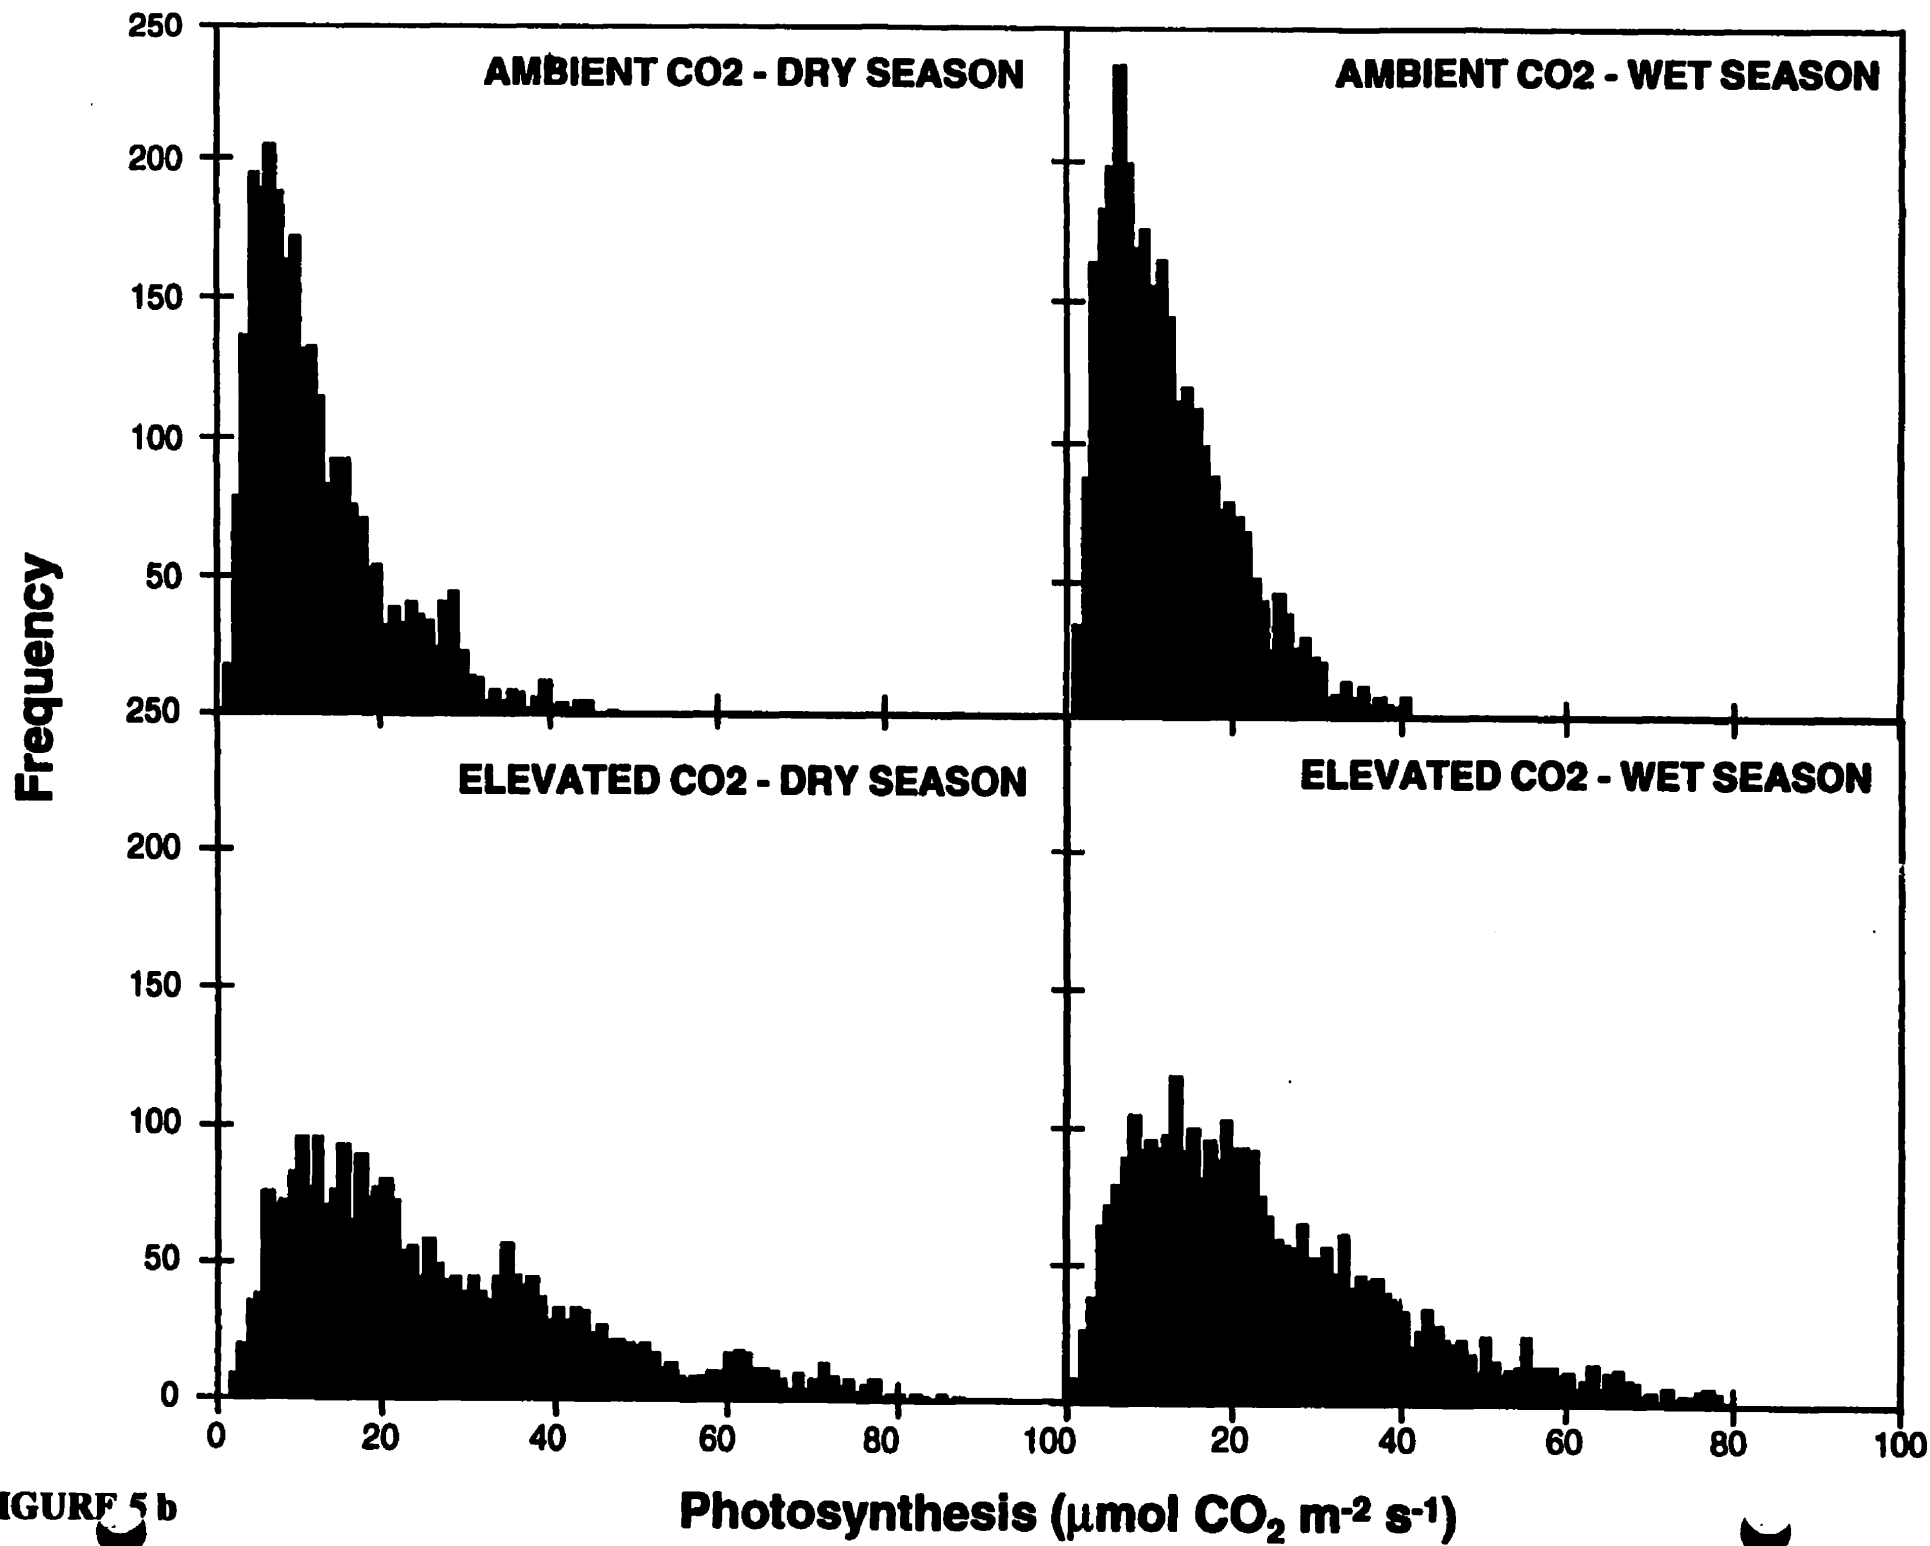 250
AMBIENT CO2 - DRY SEASON
AMBIENT CO2 - WET SEASON
200
150
100
50
250
ELEVATED CO2 - DRY SEASON
ELEVATED CO2 - WET SEASON
200
150
100
50
0
Frequency
0 20 40 60 80 100 20 40 60 80 100
Photosynthesis (μmol CO₂ m⁻² s⁻¹)
IGURE 5 b